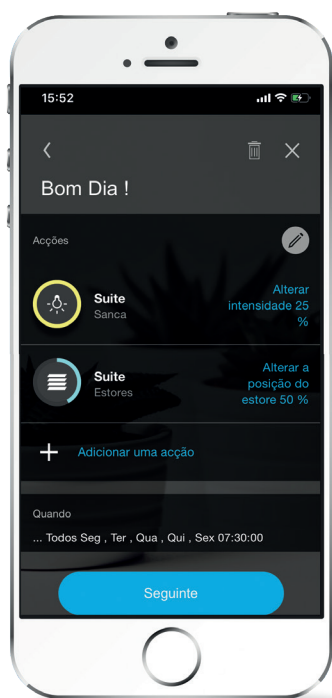 15:52
Bom Dia !
Acções
Suite
Sanca
Alterar
intensidade 25
%
Suite
Estores
Alterar a
posição do
estore 50 %
Adicionar uma acção
Quando
... Todos Seg , Ter , Qua , Qui , Sex 07:30:00
Seguinte